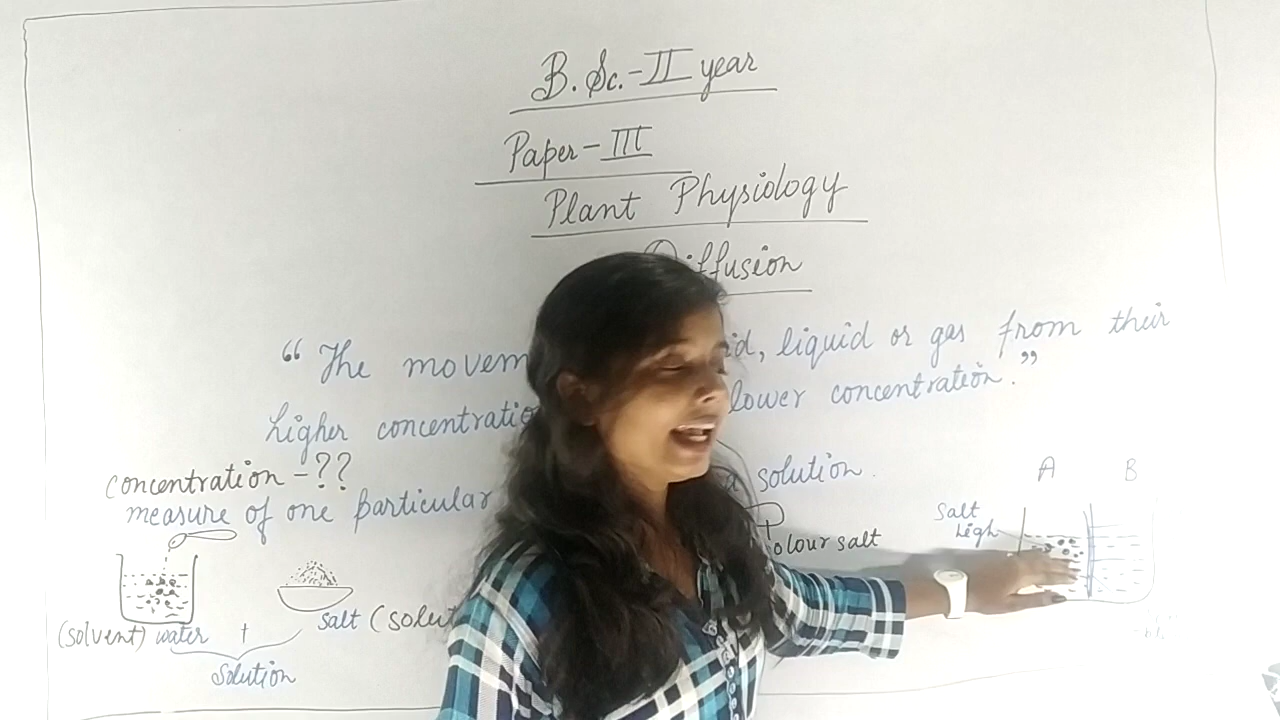 B. Sc.-II year
Paper-III
Plant Physiology
Diffusion
“ The movem id, liquid or gas from their
higher concentratio lower concentration.”
Concentration -??
measure of one particular a solution.
A B
Salt
high
olour salt
(solvent) water + salt (solut
Solution